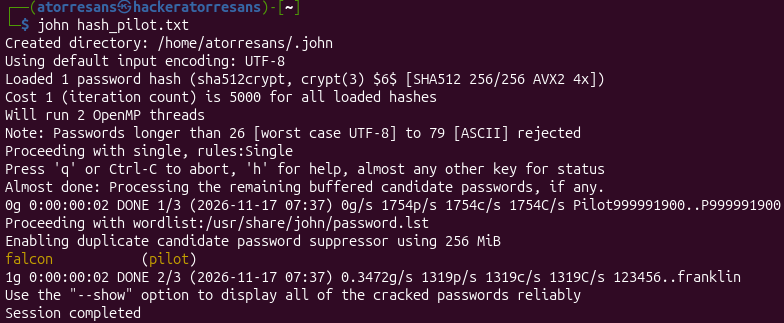 (atorresans㉿hackeratorresans)-[~]
$ john hash_pilot.txt
Created directory: /home/atorresans/.john
Using default input encoding: UTF-8
Loaded 1 password hash (sha512crypt, crypt(3) $6$ [SHA512 256/256 AVX2 4x])
Cost 1 (iteration count) is 5000 for all loaded hashes
Will run 2 OpenMP threads
Note: Passwords longer than 26 [worst case UTF-8] to 79 [ASCII] rejected
Proceeding with single, rules:Single
Press 'q' or Ctrl-C to abort, 'h' for help, almost any other key for status
Almost done: Processing the remaining buffered candidate passwords, if any.
0g 0:00:00:02 DONE 1/3 (2026-11-17 07:37) 0g/s 1754p/s 1754c/s 1754C/s Pilot999991900..P999991900
Proceeding with wordlist:/usr/share/john/password.lst
Enabling duplicate candidate password suppressor using 256 MiB
falcon (pilot)
1g 0:00:00:02 DONE 2/3 (2026-11-17 07:37) 0.3472g/s 1319p/s 1319c/s 1319C/s 123456..franklin
Use the "--show" option to display all of the cracked passwords reliably
Session completed